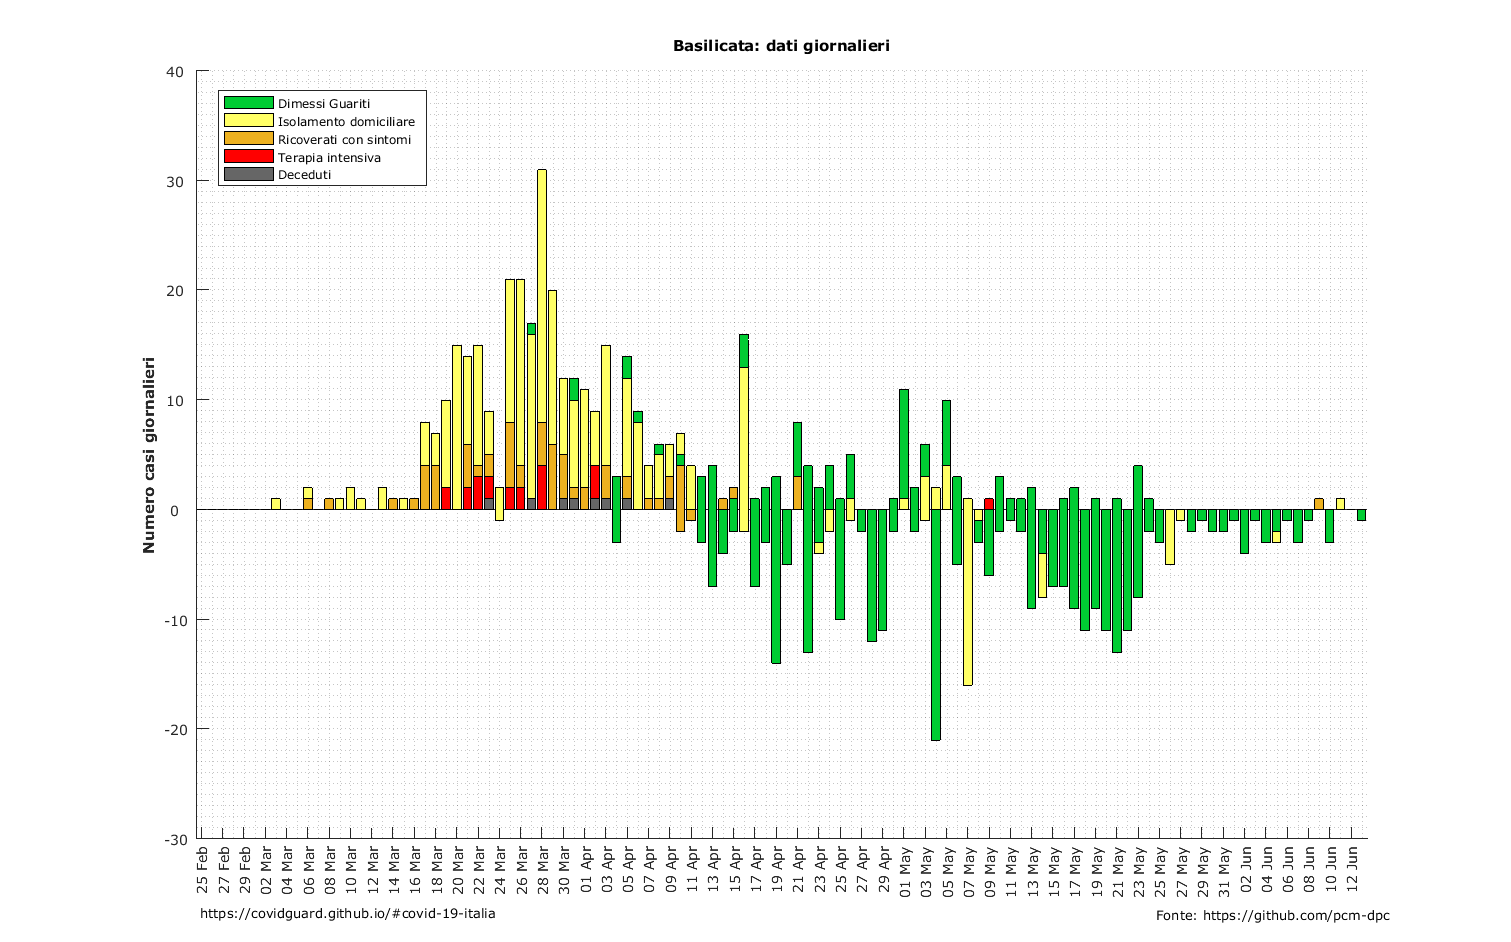 Basilicata: dati giornalieri
40
30
20
10
0
-10
-20
-30
Numero casi giornalieri
Dimessi Guariti
Isolamento domiciliare
Ricoverati con sintomi
Terapia intensiva
Deceduti
25 Feb
27 Feb
29 Feb
02 Mar
04 Mar
06 Mar
08 Mar
10 Mar
12 Mar
14 Mar
16 Mar
18 Mar
20 Mar
22 Mar
24 Mar
26 Mar
28 Mar
30 Mar
01 Apr
03 Apr
05 Apr
07 Apr
09 Apr
11 Apr
13 Apr
15 Apr
17 Apr
19 Apr
21 Apr
23 Apr
25 Apr
27 Apr
29 Apr
01 May
03 May
05 May
07 May
09 May
11 May
13 May
15 May
17 May
19 May
21 May
23 May
25 May
27 May
29 May
31 May
02 Jun
04 Jun
06 Jun
08 Jun
10 Jun
12 Jun
https://covidguard.github.io/#covid-19-italia
Fonte: https://github.com/pcm-dpc